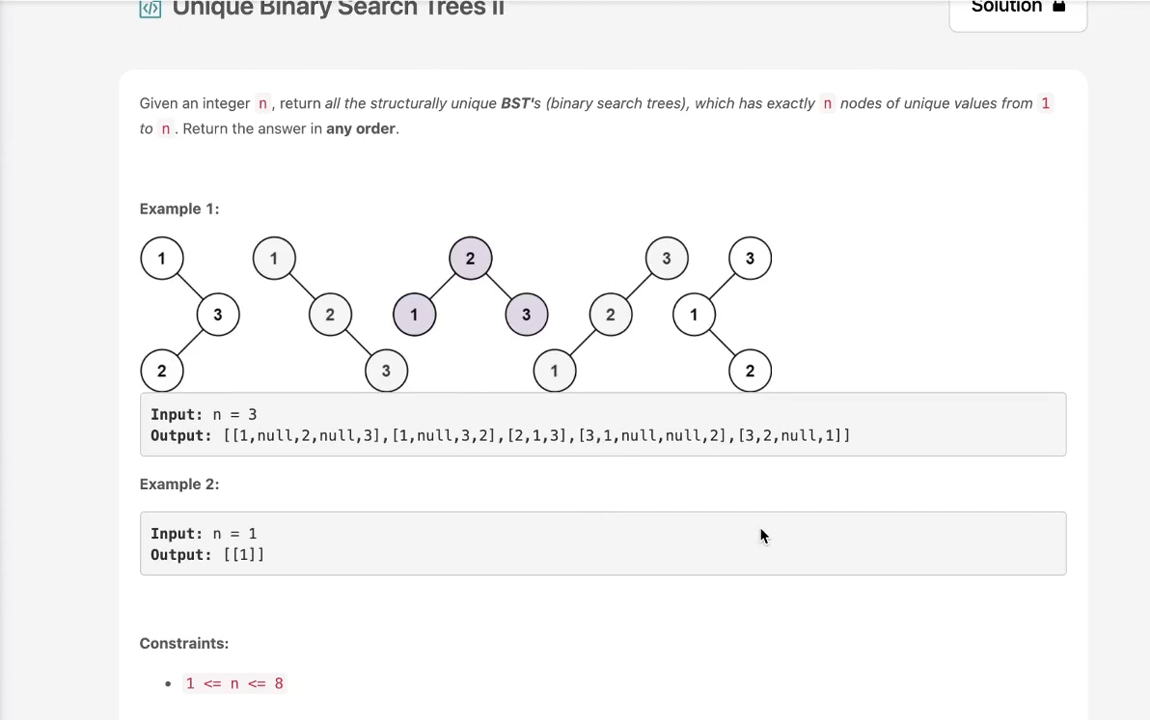 Unique Binary Search Trees II
Solution
Given an integer n, return all the structurally unique BST's (binary search trees), which has exactly n nodes of unique values from 1
to n. Return the answer in any order.
Example 1:
1 1 2 3 3
3 2 1 3 2 1
2 3 1 2
Input: n = 3
Output: [[1,null,2,null,3],[1,null,3,2],[2,1,3],[3,1,null,null,2],[3,2,null,1]]
Example 2:
Input: n = 1
Output: [[1]]
Constraints:
• 1 <= n <= 8